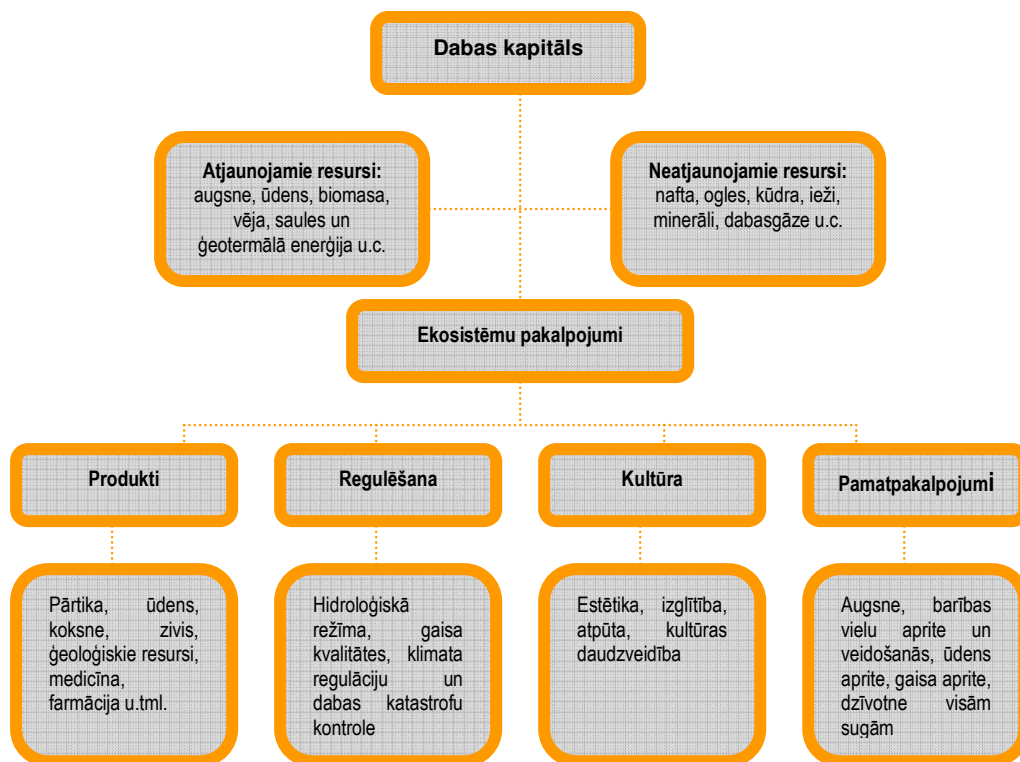 Dabas kapitāls
Atjaunojamie resursi:
augsne, ūdens, biomasa,
vēja, saules un
ģeotermālā enerģija u.c.
Neatjaunojamie resursi:
nafta, ogles, kūdra, ieži,
minerāli, dabasgāze u.c.
Ekosistēmu pakalpojumi
Produkti
Regulēšana
Kultūra
Pamatpakalpojumi
Pārtika, ūdens,
koksne, zivis,
ģeoloģiskie resursi,
medicīna,
farmācija u.tml.
Hidroloģiskā
režīma, gaisa
kvalitātes, klimata
regulāciju un
dabas katastrofu
kontrole
Estētika, izglītība,
atpūta, kultūras
daudzveidība
Augsne, barības
vielu aprite un
veidošanās, ūdens
aprite, gaisa aprite,
dzīvotne visām
sugām